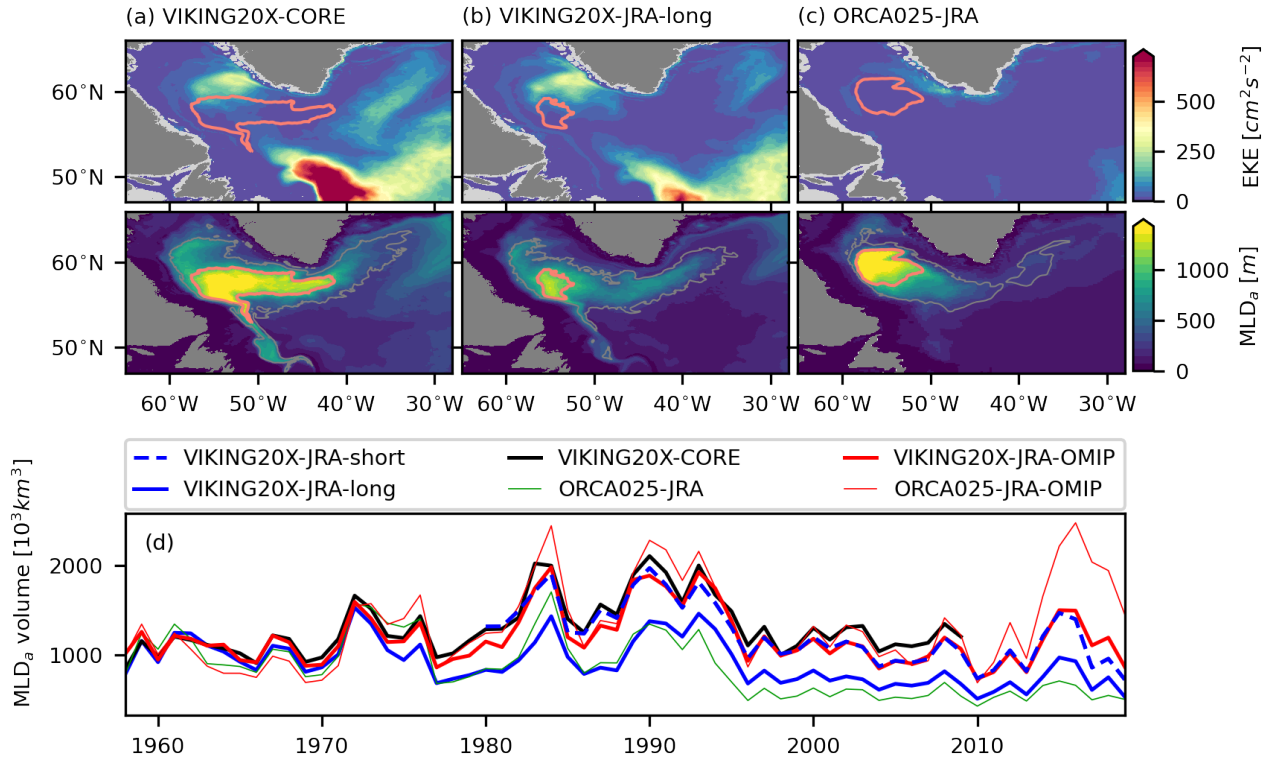 (a) VIKING20X-CORE (b) VIKING20X-JRA-long (c) ORCA025-JRA
60°N
50°N
0 250 500
EKE [cm²s⁻²]
60°N
50°N
0 500 1000
MLDₐ [m]
60°W 50°W 40°W 30°W 60°W 50°W 40°W 30°W 60°W 50°W 40°W 30°W
VIKING20X-JRA-short VIKING20X-CORE VIKING20X-JRA-OMIP
VIKING20X-JRA-long ORCA025-JRA ORCA025-JRA-OMIP
MLDₐ volume [10³km³]
(d)
2000
1000
1960 1970 1980 1990 2000 2010